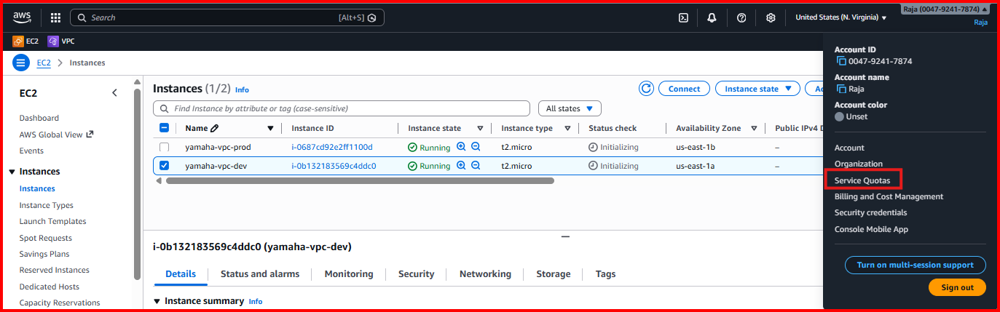 aws Search [Alt+S] United States (N. Virginia) Raja (0047-9241-7874)
Raja
EC2 VPC
EC2 Instances
Account ID
0047-9241-7874
Account name
Raja
Account color
Unset
Account
Organization
Service Quotas
Billing and Cost Management
Security credentials
Console Mobile App
Turn on multi-session support
Sign out
EC2
Dashboard
AWS Global View
Events
Instances
Instances
Instance Types
Launch Templates
Spot Requests
Savings Plans
Reserved Instances
Dedicated Hosts
Capacity Reservations
Instances (1/2) Info Connect Instance state Ac
Find Instance by attribute or tag (case-sensitive) All states
Name Instance ID Instance state Instance type Status check Availability Zone Public IPv4 D
yamaha-vpc-prod i-0687cd92e2ff1100d Running t2.micro Initializing us-east-1b –
yamaha-vpc-dev i-0b132183569c4ddc0 Running t2.micro Initializing us-east-1a –
i-0b132183569c4ddc0 (yamaha-vpc-dev)
Details Status and alarms Monitoring Security Networking Storage Tags
Instance summary Info